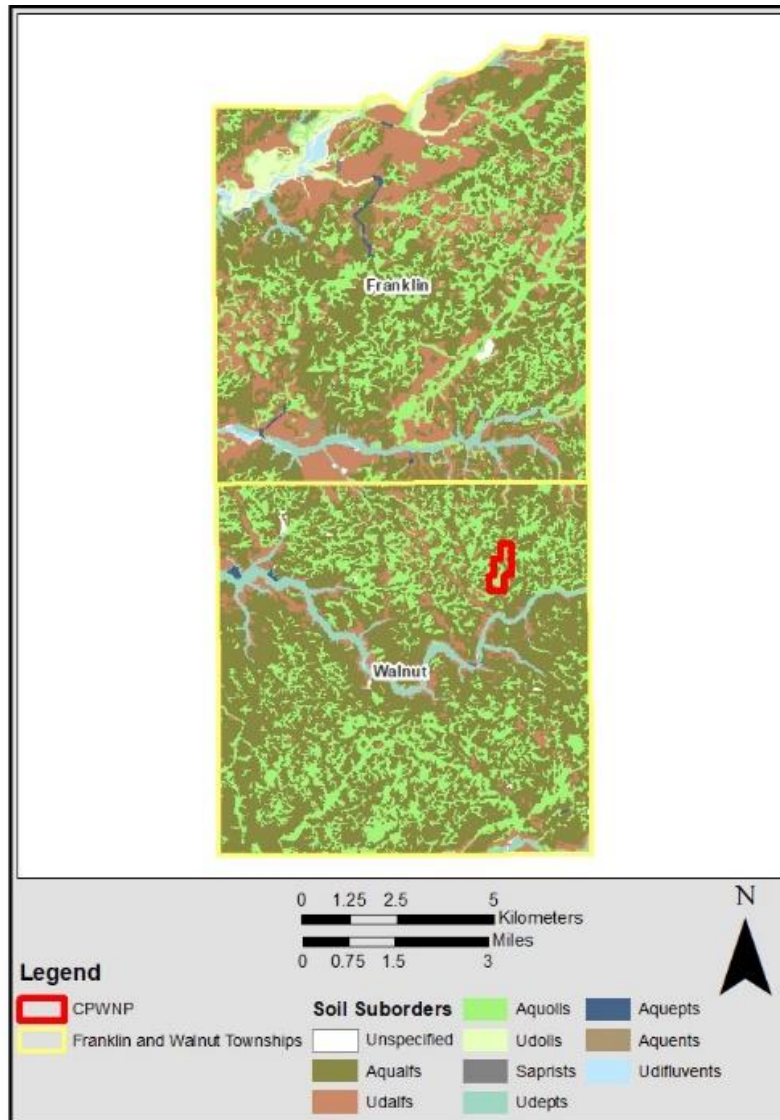 Franklin
Walnut
N
0 1.25 2.5 5
Kilometers
Miles
0 0.75 1.5 3
Legend
CPWNP
Franklin and Walnut Townships
Soil Suborders
Unspecified
Aqualfs
Udalfs
Aquolls
Udolls
Saprists
Udepts
Aquepts
Aquents
Udifluvents